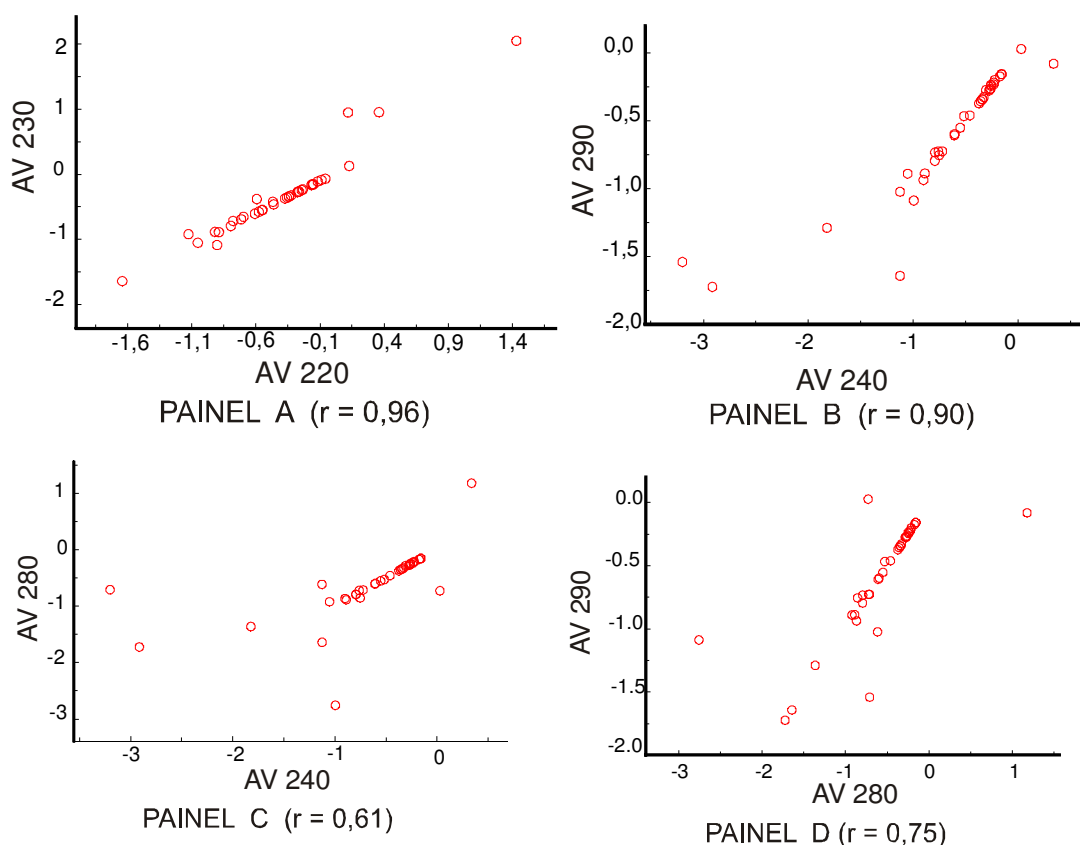 2
1
0
-1
-2
AV 230
-1,6 -1,1 -0,6 -0,1 0,4 0,9 1,4
AV 220
PAINEL A (r = 0,96)
0,0
-0,5
-1,0
-1,5
-2,0
AV 290
-3 -2 -1 0
AV 240
PAINEL B (r = 0,90)
1
0
-1
-2
-3
AV 280
-3 -2 -1 0
AV 240
PAINEL C (r = 0,61)
0.0
-0.5
-1.0
-1.5
-2.0
AV 290
-3 -2 -1 0 1
AV 280
PAINEL D (r = 0,75)